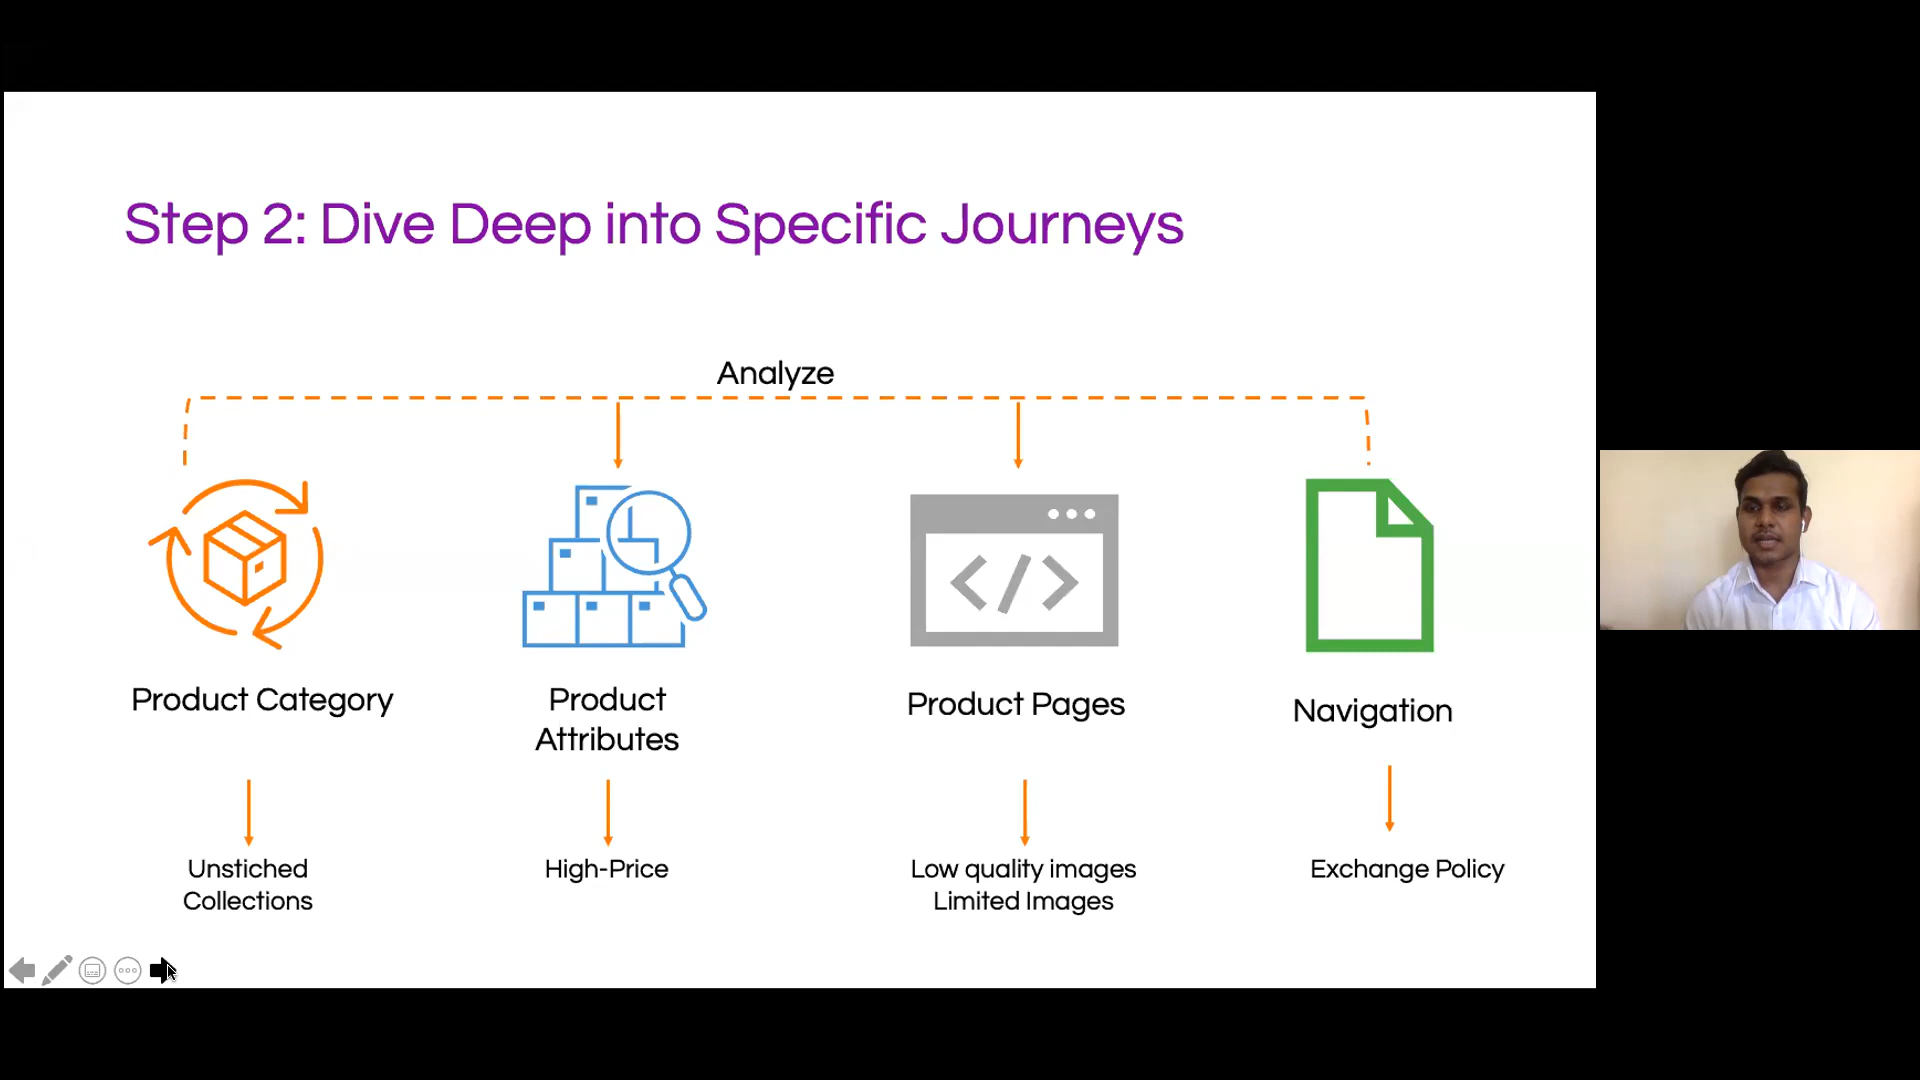 Step 2: Dive Deep into Specific Journeys
Analyze
Product Category
Product
Attributes
Product Pages
Navigation
Unstiched
Collections
High-Price
Low quality images
Limited Images
Exchange Policy